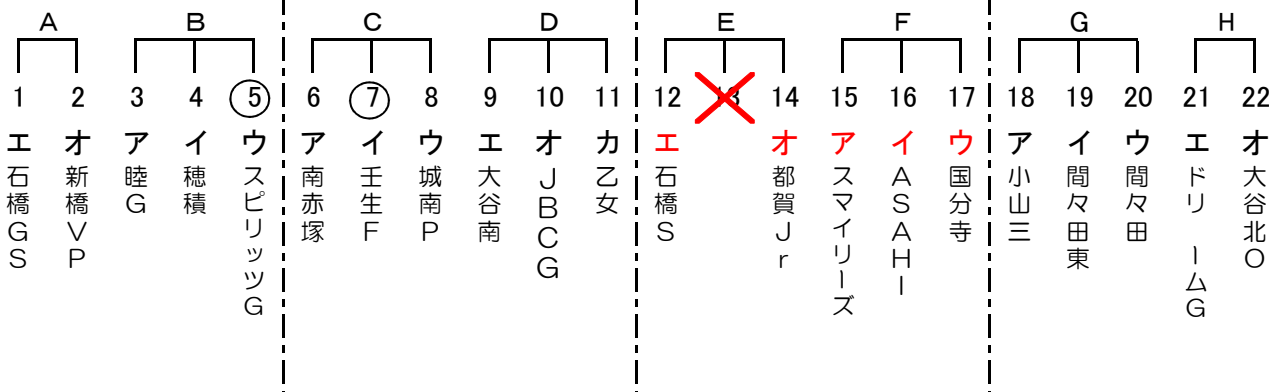 A B C D E F G H
1 2 3 4 ⑤ 6 ⑦ 8 9 10 11 12 13 14 15 16 17 18 19 20 21 22
エ オ ア イ ウ ア イ ウ エ オ カ エ オ ア イ ウ ア イ ウ エ オ
石橋GS
新橋VP
睦G
穂積
スピリッツG
南赤塚
壬生F
城南P
大谷南
JBCG
乙女
石橋S
都賀Jr
スマイリーズ
ASAHI
国分寺
小山三
間々田東
間々田
ドリームG
大谷北O